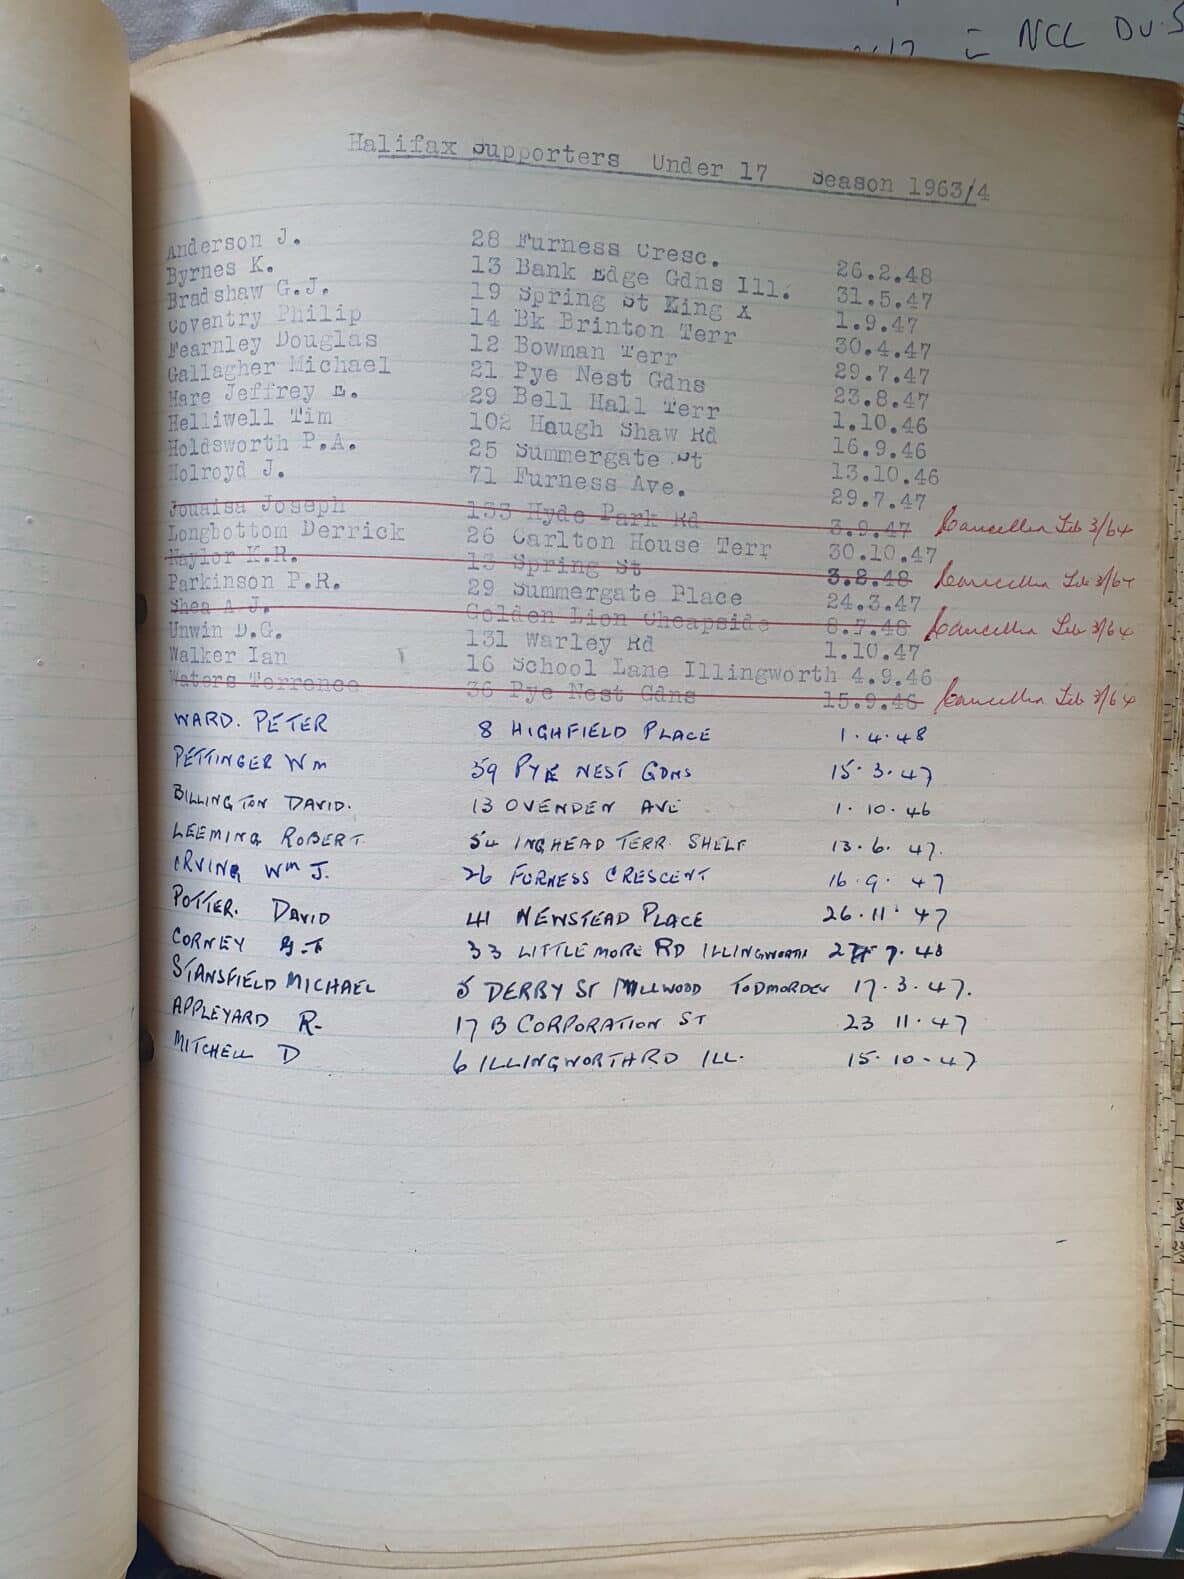 NCL Du.S
Halifax Supporters Under 17 Season 1963/4
Anderson J. 28 Furness Cresc. 26.2.48
Byrnes K. 13 Bank Edge Gdns Ill. 31.5.47
Bradshaw G.J. 19 Spring St King X 1.9.47
Coventry Philip 14 Bk Brinton Terr 30.4.47
Fearnley Douglas 12 Bowman Terr 29.7.47
Gallagher Michael 21 Pye Nest Gdns 23.8.47
Hare Jeffrey E. 29 Bell Hall Terr 1.10.46
Helliwell Tim 102 Haugh Shaw Rd 16.9.46
Holdsworth P.A. 25 Summergate St 13.10.46
Holroyd J. 71 Furness Ave. 29.7.47
Jouaisa Joseph 133 Hyde Park Rd 3.9.47 Cancelled Feb 3/64
Longbottom Derrick 26 Carlton House Terr 30.10.47
Naylor K.R. 13 Spring St 3.8.48 Cancelled Feb 3/64
Parkinson P.R. 29 Summergate Place 24.3.47
Shea A.J. Golden Lion Cheapside 8.7.48 Cancelled Feb 3/64
Unwin D.G. 131 Warley Rd 1.10.47
Walker Ian 16 School Lane Illingworth 4.9.46
Waters Terrence 36 Pye Nest Gdns 15.9.46 Cancelled Feb 3/64
WARD. PETER 8 HIGHFIELD PLACE 1.4.48
PETTINGER Wm 39 PYE NEST GDNS 15.3.47
BILLINGTON DAVID. 13 OVENDEN AVE 1.10.46
LEEMING ROBERT 54 INGHEAD TERR. SHELF 13.6.47.
IRVING Wm J. 26 FURNESS CRESCENT 16.9.47
POTTER. DAVID 41 NEWSTEAD PLACE 26.11.47
CORNEY 33 LITTLEMORE RD ILLINGWORTH 7.48
STANSFIELD MICHAEL 5 DERBY ST MILLWOOD TODMORDEN 17.3.47.
APPLEYARD R- 17 B CORPORATION ST 23 11.47
MITCHELL D 6 ILLINGWORTH RD ILL. 15.10-47